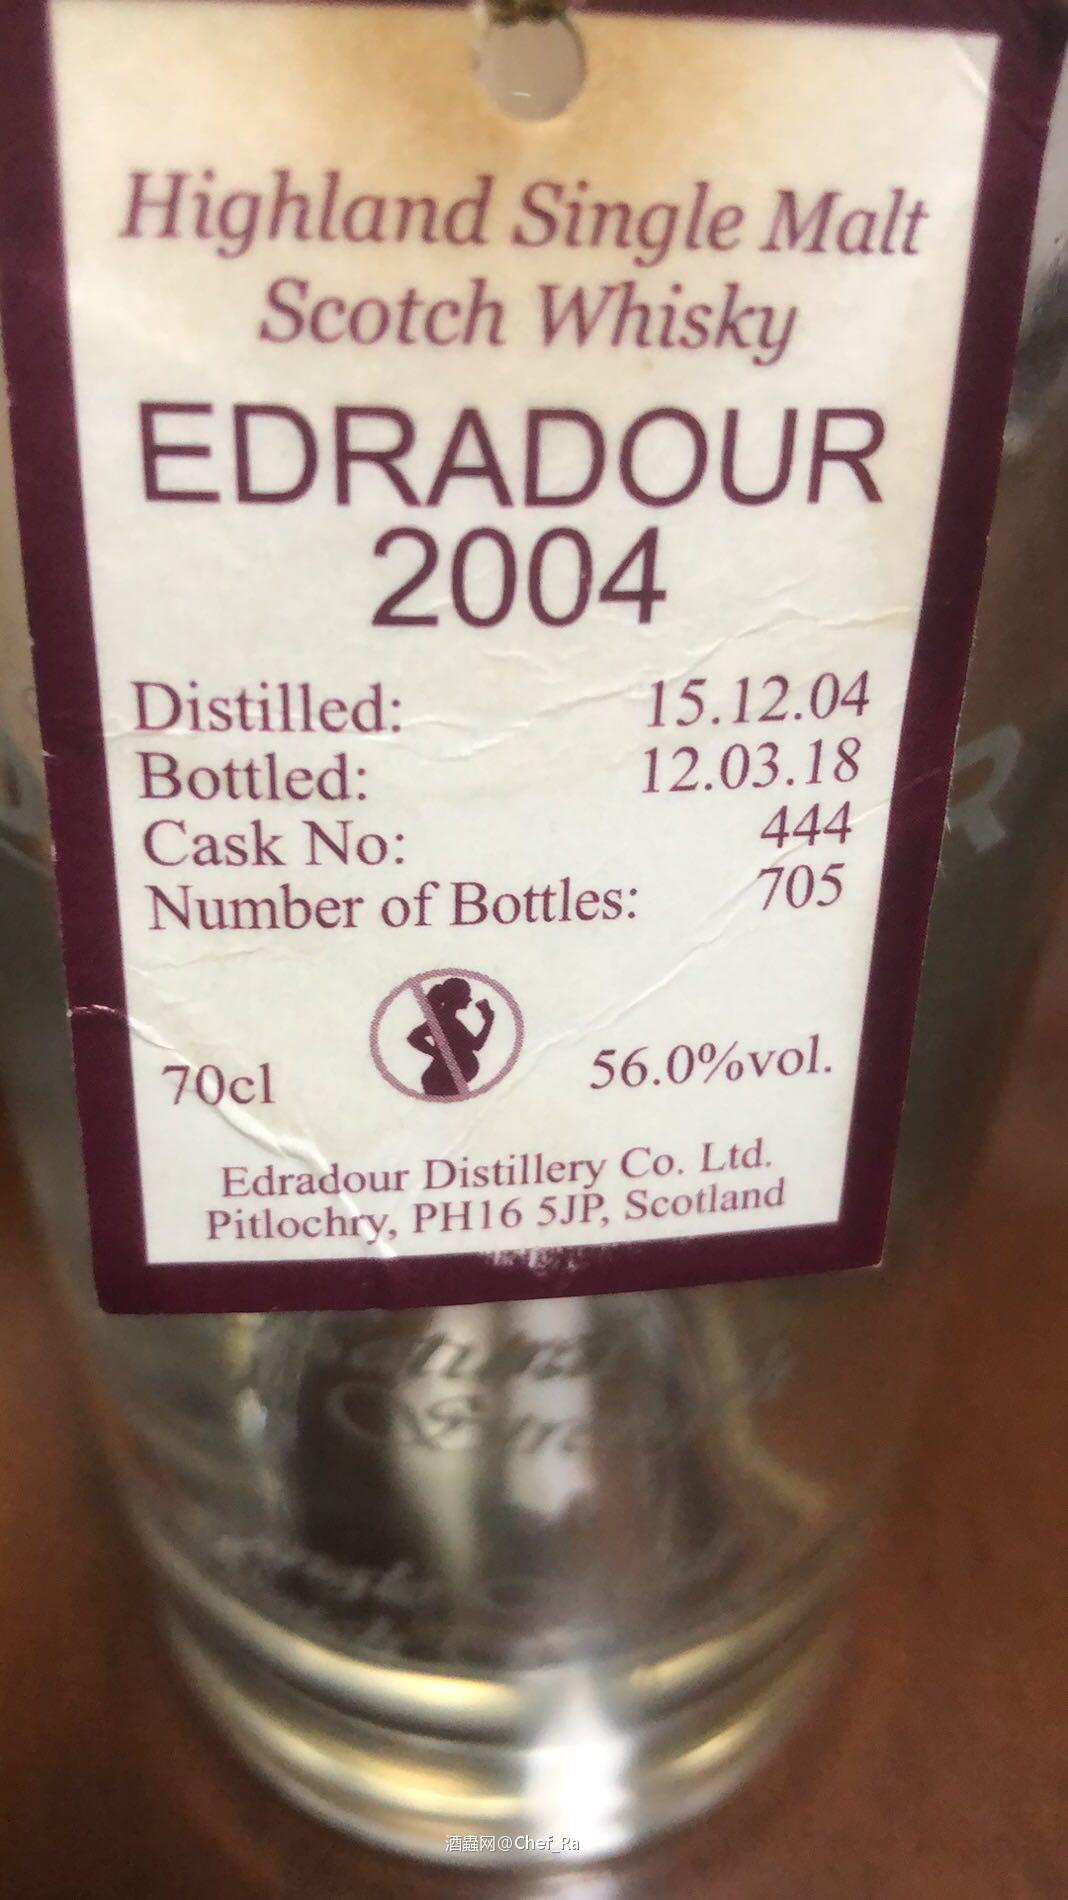 Highland Single Malt
Scotch Whisky
EDRADOUR
2004
Distilled: 15.12.04
Bottled: 12.03.18
Cask No: 444
Number of Bottles: 705
70cl 56.0%vol.
Edradour Distillery Co. Ltd.
Pitlochry, PH16 5JP, Scotland
酒蟲网@Chef_Ra